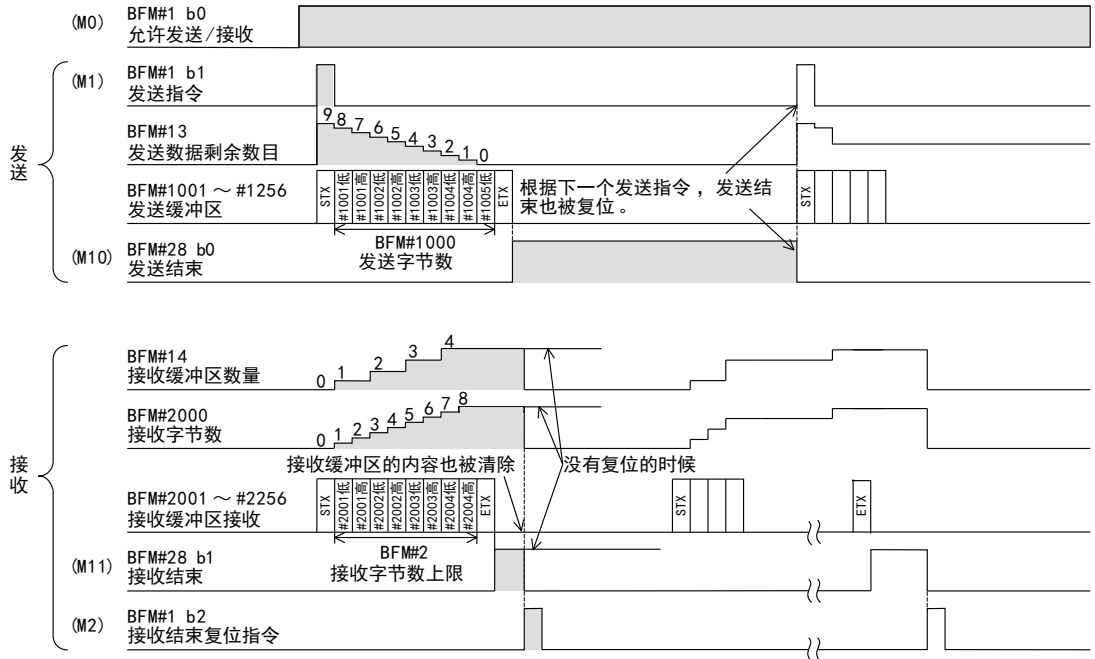 (M0) BFM#1 b0
允许发送/接收
发送
(M1) BFM#1 b1
发送指令
BFM#13
发送数据剩余数目
9 8 7 6 5 4 3 2 1 0
BFM#1001～#1256
发送缓冲区
STX #1001低 #1001高 #1002低 #1002高 #1003低 #1003高 #1004低 #1004高 #1005低 ETX
根据下一个发送指令，发送结
束也被复位。
STX
BFM#1000
发送字节数
(M10) BFM#28 b0
发送结束
接收
BFM#14
接收缓冲区数量
0 1 2 3 4
BFM#2000
接收字节数
0 1 2 3 4 5 6 7 8
接收缓冲区的内容也被清除
没有复位的时候
BFM#2001～#2256
接收缓冲区接收
STX #2001低 #2001高 #2002低 #2002高 #2003低 #2003高 #2004低 #2004高 ETX
STX
ETX
BFM#2
接收字节数上限
(M11) BFM#28 b1
接收结束
(M2) BFM#1 b2
接收结束复位指令